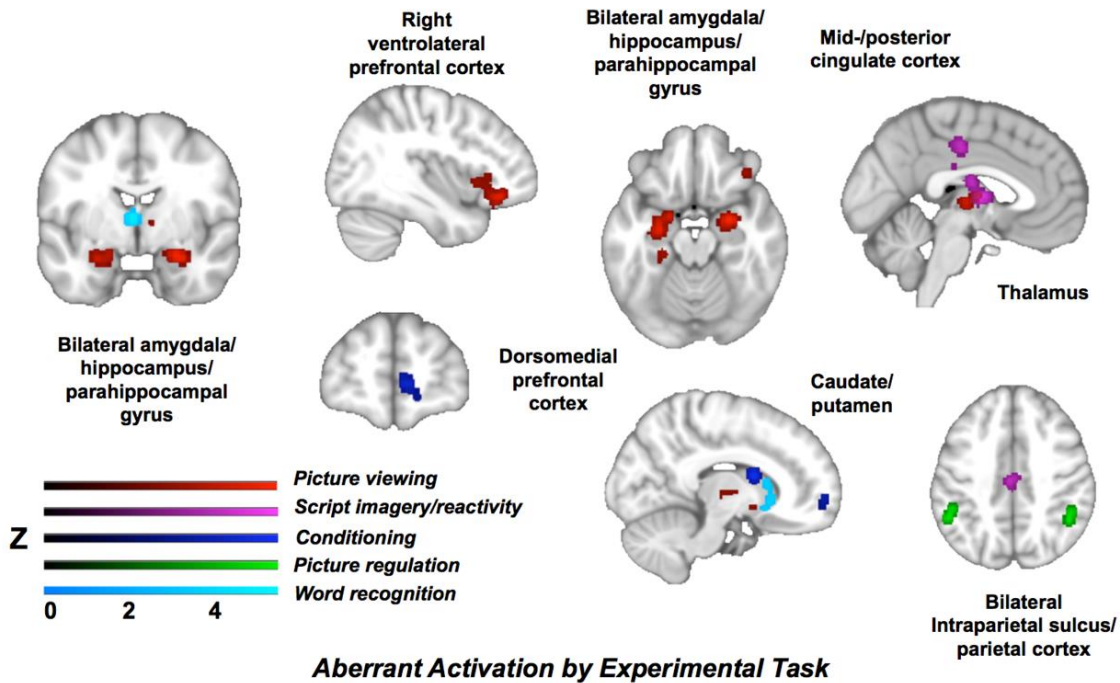 Right
ventrolateral
prefrontal cortex
Bilateral amygdala/
hippocampus/
parahippocampal
gyrus
Mid-/posterior
cingulate cortex
Thalamus
Bilateral amygdala/
hippocampus/
parahippocampal
gyrus
Dorsomedial
prefrontal
cortex
Caudate/
putamen
Picture viewing
Script imagery/reactivity
Z
Conditioning
Picture regulation
Word recognition
0 2 4
Bilateral
Intraparietal sulcus/
parietal cortex
Aberrant Activation by Experimental Task